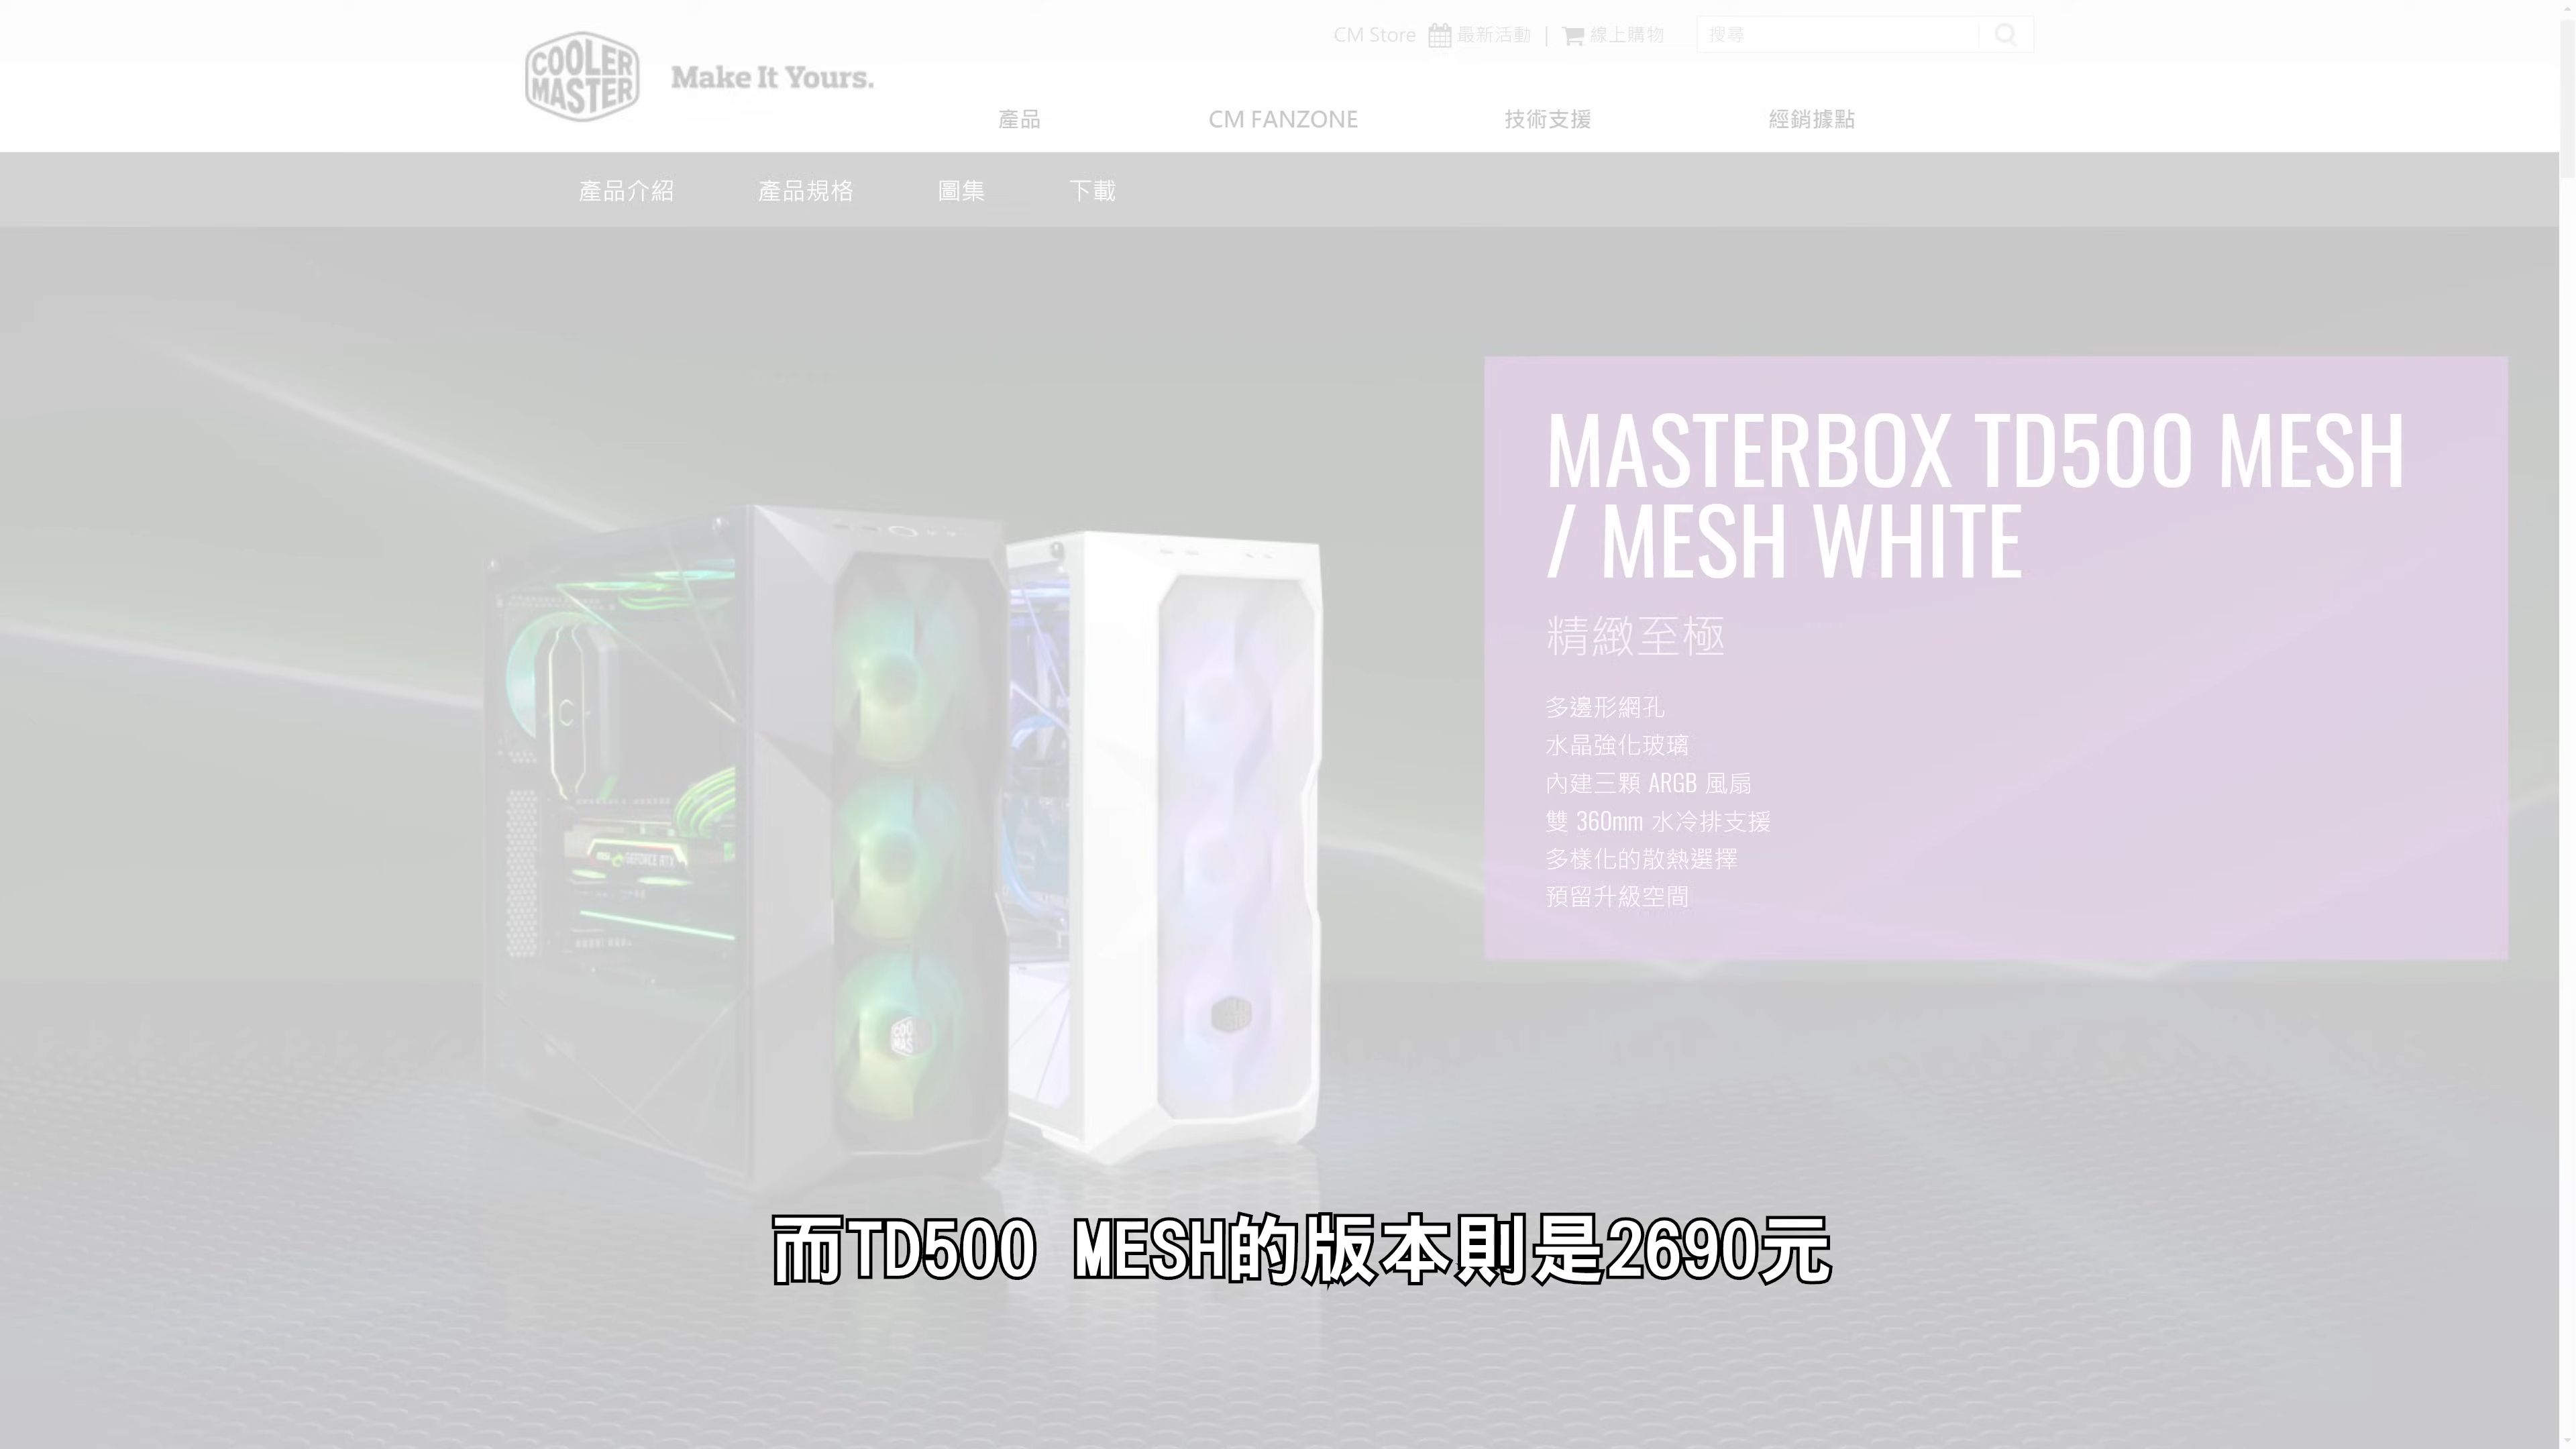 COOLER
MASTER
Make It Yours.
CM Store 最新活動 | 線上購物
搜尋
產品 CM FANZONE 技術支援 經銷據點
產品介紹 產品規格 圖集 下載
MASTERBOX TD500 MESH
/ MESH WHITE
精緻至極
多邊形網孔
水晶強化玻璃
內建三顆 ARGB 風扇
雙 360mm 水冷排支援
多樣化的散熱選擇
預留升級空間
GEFORCE RTX
而TD500 MESH的版本則是2690元